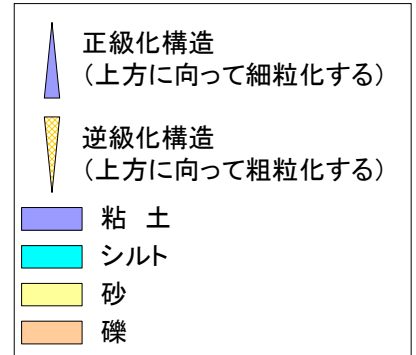 正級化構造
（上方に向って細粒化する）
逆級化構造
（上方に向って粗粒化する）
粘　土
シルト
砂
礫